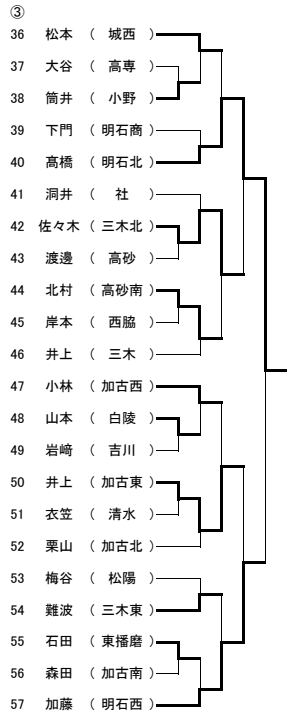 ③
36 松本 ( 城西 )
37 大谷 ( 高専 )
38 筒井 ( 小野 )
39 下門 ( 明石商 )
40 髙橋 ( 明石北 )
41 洞井 ( 社 )
42 佐々木 ( 三木北 )
43 渡邊 ( 高砂 )
44 北村 ( 高砂南 )
45 岸本 ( 西脇 )
46 井上 ( 三木 )
47 小林 ( 加古西 )
48 山本 ( 白陵 )
49 岩﨑 ( 吉川 )
50 井上 ( 加古東 )
51 衣笠 ( 清水 )
52 栗山 ( 加古北 )
53 梅谷 ( 松陽 )
54 難波 ( 三木東 )
55 石田 ( 東播磨 )
56 森田 ( 加古南 )
57 加藤 ( 明石西 )